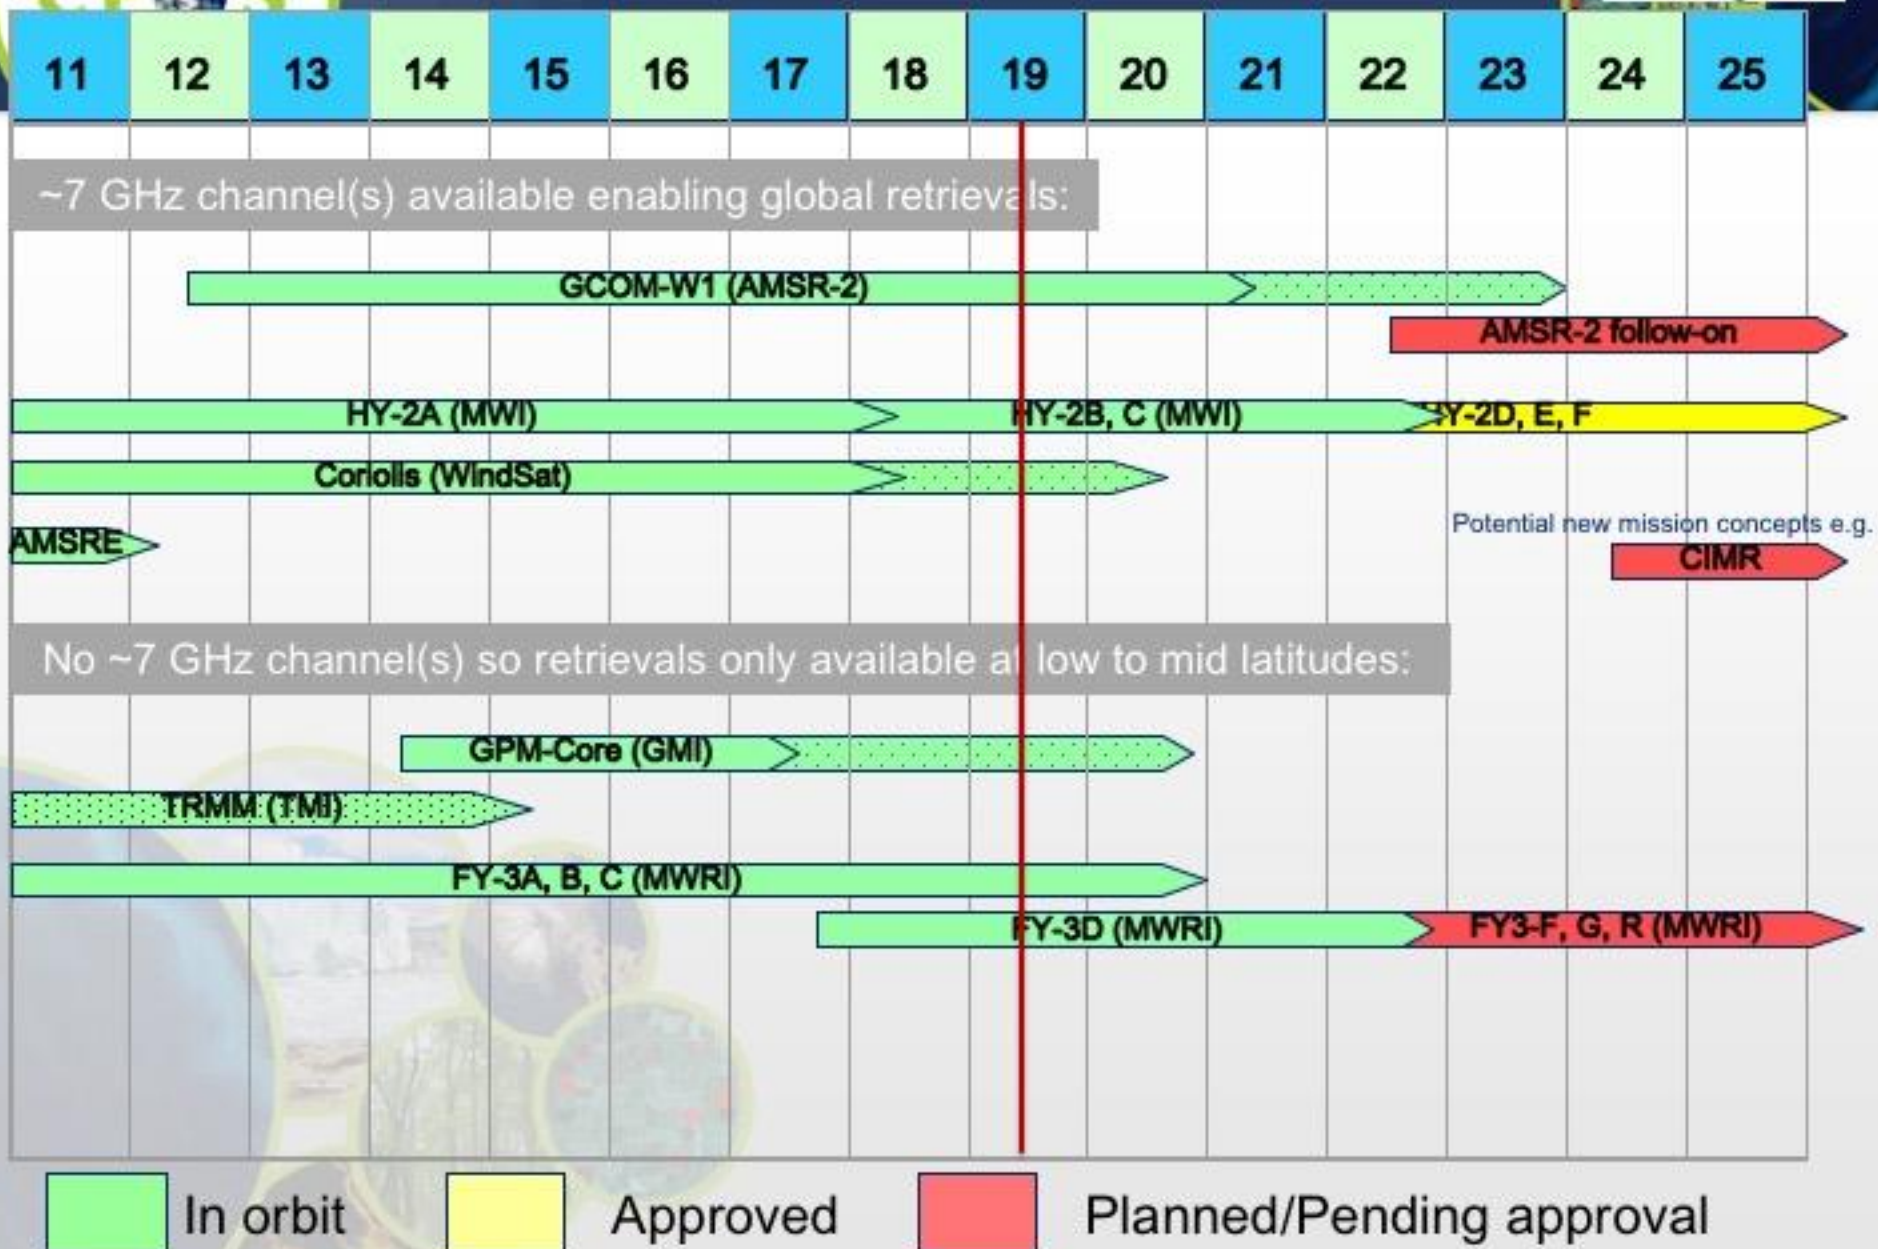 11 12 13 14 15 16 17 18 19 20 21 22 23 24 25
~7 GHz channel(s) available enabling global retrievals:
GCOM-W1 (AMSR-2)
AMSR-2 follow-on
HY-2A (MWI) HY-2B, C (MWI) HY-2D, E, F
Coriolis (WindSat)
Potential new mission concepts e.g.
AMSRE
CIMR
No ~7 GHz channel(s) so retrievals only available at low to mid latitudes:
GPM-Core (GMI)
TRMM (TMI)
FY-3A, B, C (MWRI)
FY-3D (MWRI) FY3-F, G, R (MWRI)
In orbit Approved Planned/Pending approval